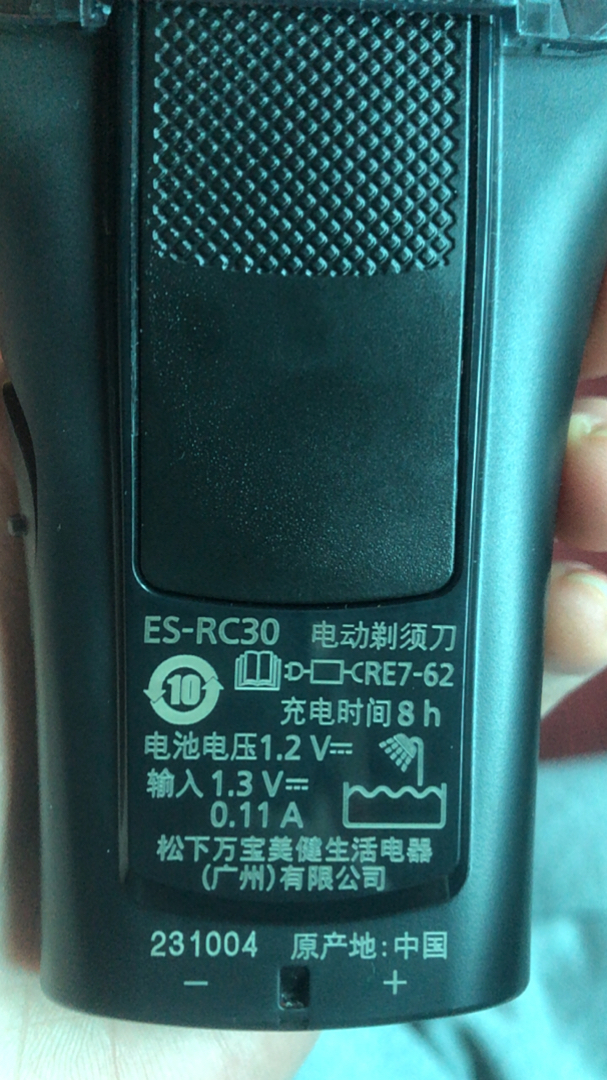 ES-RC30 电动剃须刀
10 RE7-62
充电时间 8 h
电池电压1.2 V⎓
输入 1.3 V⎓
0.11 A
松下万宝美健生活电器
(广州)有限公司
231004 原产地:中国
− +